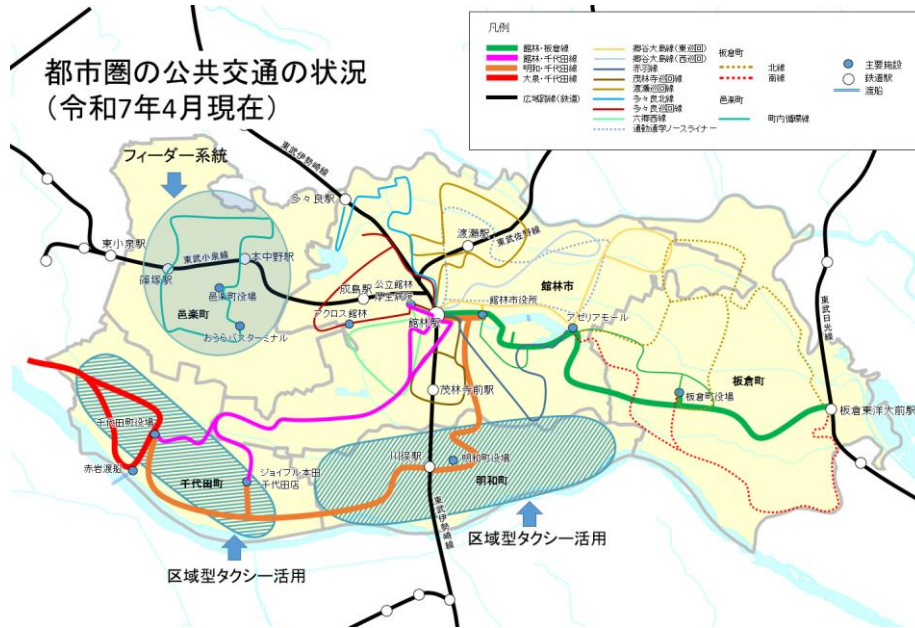 都市圏の公共交通の状況
（令和7年4月現在）
凡例
館林・板倉線
館林・千代田線
明和・千代田線
大泉・千代田線
広域路線（鉄道）
郷谷大島線（東巡回）
郷谷大島線（西巡回）
赤羽線
茂林寺巡回線
渡瀬巡回線
多々良北線
多々良巡回線
六郷西線
通勤通学ノースライナー
板倉町
北線
南線
邑楽町
町内循環線
主要施設
鉄道駅
渡船
フィーダー系統
東武伊勢崎線
多々良駅
渡瀬駅
東武佐野線
東小泉駅
東武小泉線
篠塚駅
本中野駅
成島駅
公立館林
厚生病院
邑楽町役場
邑楽町
おうらバスターミナル
アクロス館林
館林駅
館林市
館林市役所
アゼリアモール
東武日光線
板倉町
板倉町役場
板倉東洋大前駅
茂林寺前駅
千代田町役場
赤岩渡船
千代田町
ジョイフル本田
千代田店
川俣駅
明和町役場
明和町
東武伊勢崎線
区域型タクシー活用
区域型タクシー活用